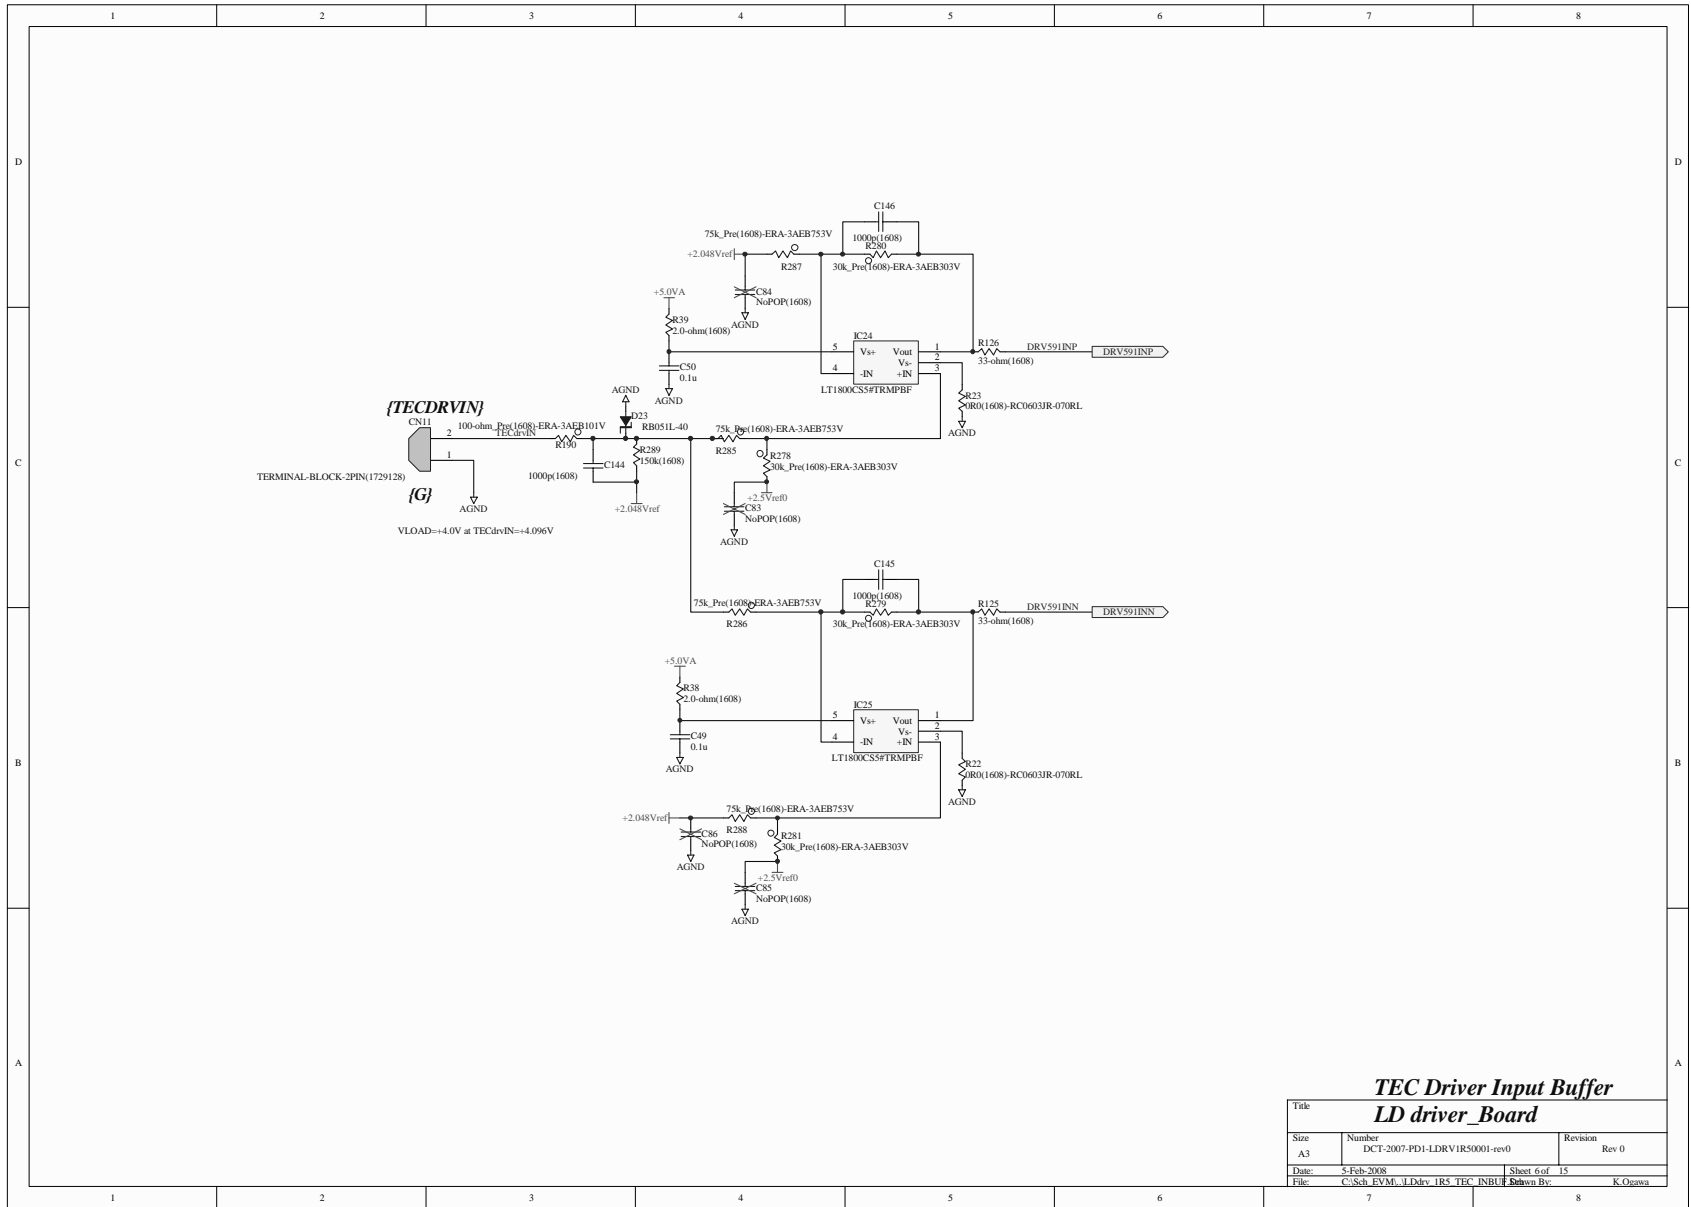 1 2 3 4 5 6 7 8
D
D
C146
1000p(1608)
75k_Pre(1608)-ERA-3AEB753V
R280
+2.048Vref
R287
30k_Pre(1608)-ERA-3AEB303V
+5.0VA
C84
NoPOP(1608)
AGND
R39
2.0-ohm(1608)
IC24
5 Vs+ Vout 1
Vs- 2
4 -IN +IN 3
LT1800CS5#TRMPBF
R126
33-ohm(1608)
DRV591INP
DRV591INP
C50
0.1u
AGND
R23
0R0(1608)-RC0603JR-070RL
AGND
AGND
D23
RB051L-40
{TECDRVIN}
CN11
2
1
100-ohm_Pre(1608)-ERA-3AEB101V
TECdrvIN
R190
75k_Pre(1608)-ERA-3AEB753V
R285
C
C
R289
150k(1608)
C144
1000p(1608)
R278
30k_Pre(1608)-ERA-3AEB303V
TERMINAL-BLOCK-2PIN(1729128)
{G}
AGND
+2.048Vref
+2.5Vref0
C83
NoPOP(1608)
AGND
VLOAD=+4.0V at TECdrvIN=+4.096V
C145
1000p(1608)
75k_Pre(1608)-ERA-3AEB753V
R286
R279
30k_Pre(1608)-ERA-3AEB303V
R125
33-ohm(1608)
DRV591INN
DRV591INN
+5.0VA
R38
2.0-ohm(1608)
IC25
5 Vs+ Vout 1
Vs- 2
4 -IN +IN 3
LT1800CS5#TRMPBF
C49
0.1u
AGND
B
B
R22
0R0(1608)-RC0603JR-070RL
AGND
75k_Pre(1608)-ERA-3AEB753V
+2.048Vref
R288
C86
NoPOP(1608)
AGND
R281
30k_Pre(1608)-ERA-3AEB303V
+2.5Vref0
C85
NoPOP(1608)
AGND
A
A
TEC Driver Input Buffer
Title
LD driver_Board
Size
A3
Number
DCT-2007-PD1-LDRV1R50001-rev0
Revision
Rev 0
Date: 5-Feb-2008 Sheet 6 of 15
File: C:\Sch_EVM\..\LDdrv_1R5_TEC_INBUF Drawn By: K.Ogawa
1 2 3 4 5 6 7 8